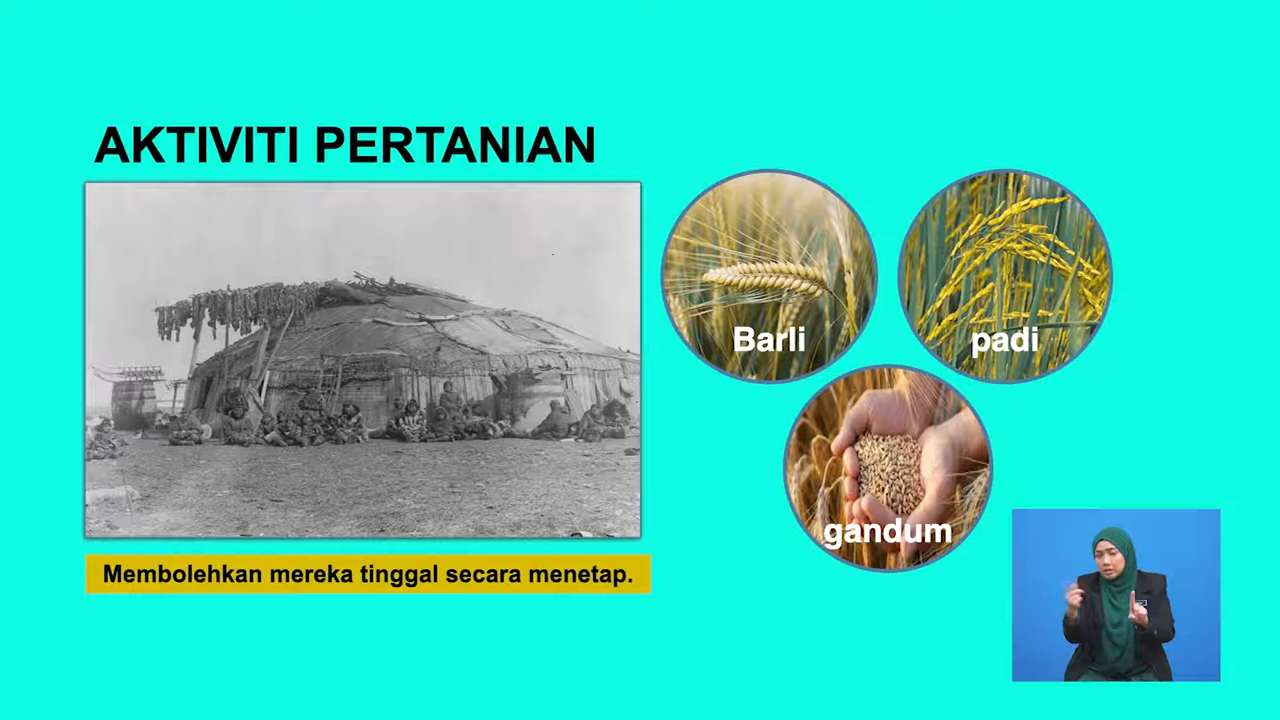 AKTIVITI PERTANIAN
Barli
padi
gandum
Membolehkan mereka tinggal secara menetap.